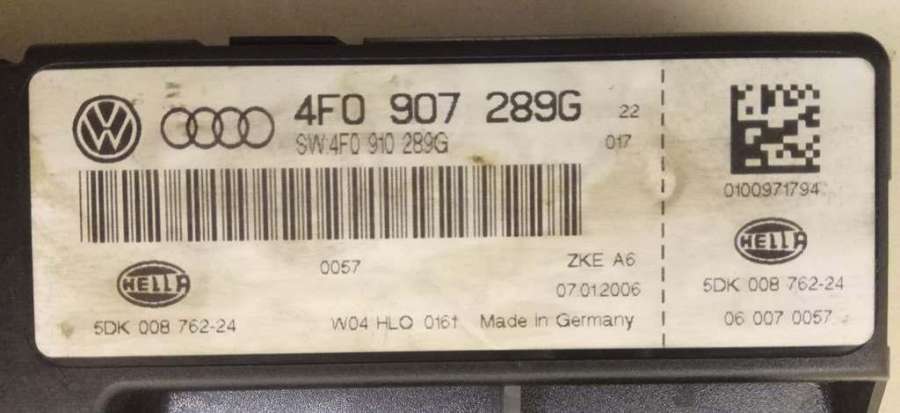 4F0 907 289G 22
SW:4F0 910 289G 017
0100971794
0057 ZKE A6
HELLA
07.01.2006
HELLA
5DK 008 762-24
5DK 008 762-24
W04 HLO 0161 Made in Germany
06 007 0057